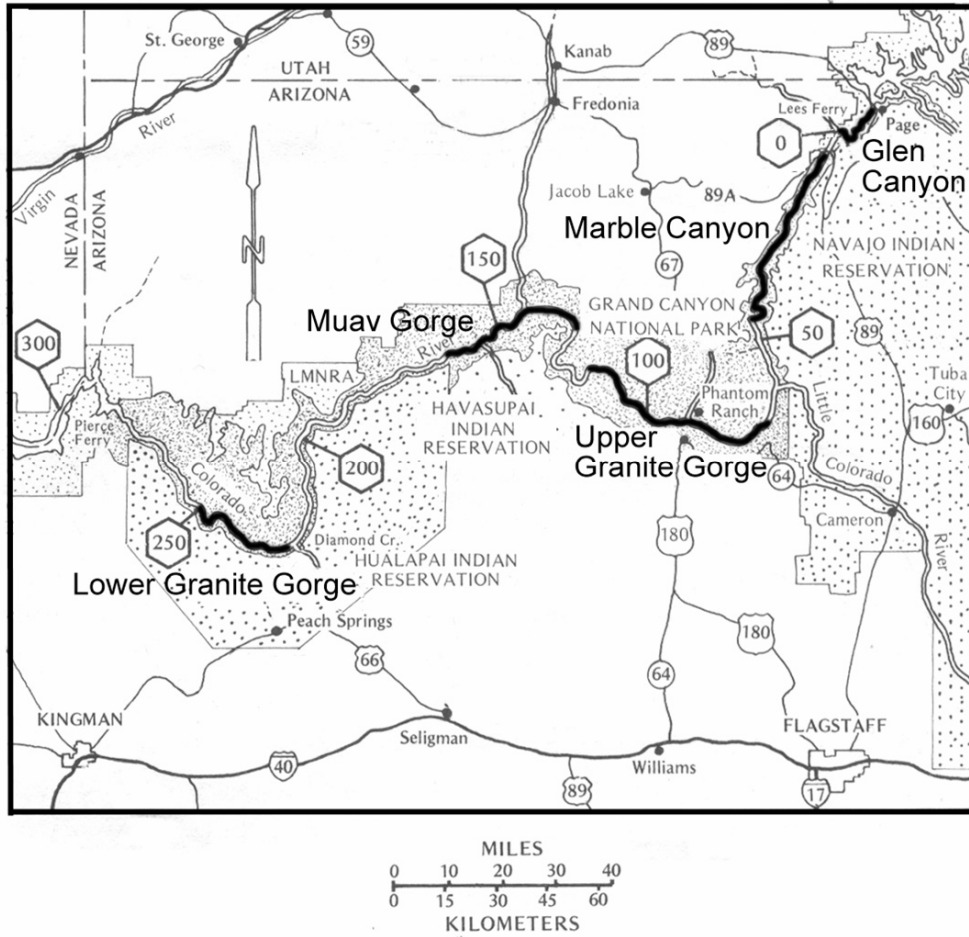 St. George
59
Kanab
89
UTAH
ARIZONA
Fredonia
Lees Ferry
Page
0
Glen
Canyon
River
Virgin
Jacob Lake
89A
Marble Canyon
NEVADA
ARIZONA
N
67
NAVAJO INDIAN
RESERVATION
150
GRAND CANYON
NATIONAL PARK
Muav Gorge
River
300
50
89
100
LMNRA
Phantom
Ranch
Tuba
City
160
Little
HAVASUPAI
INDIAN
RESERVATION
Pierce
Ferry
Upper
Granite Gorge
200
64
Colorado
Colorado
Cameron
250
180
Diamond Cr.
HUALAPAI INDIAN
RESERVATION
River
Lower Granite Gorge
Peach Springs
180
66
64
KINGMAN
Seligman
FLAGSTAFF
Williams
40
89
17
MILES
0 10 20 30 40
0 15 30 45 60
KILOMETERS